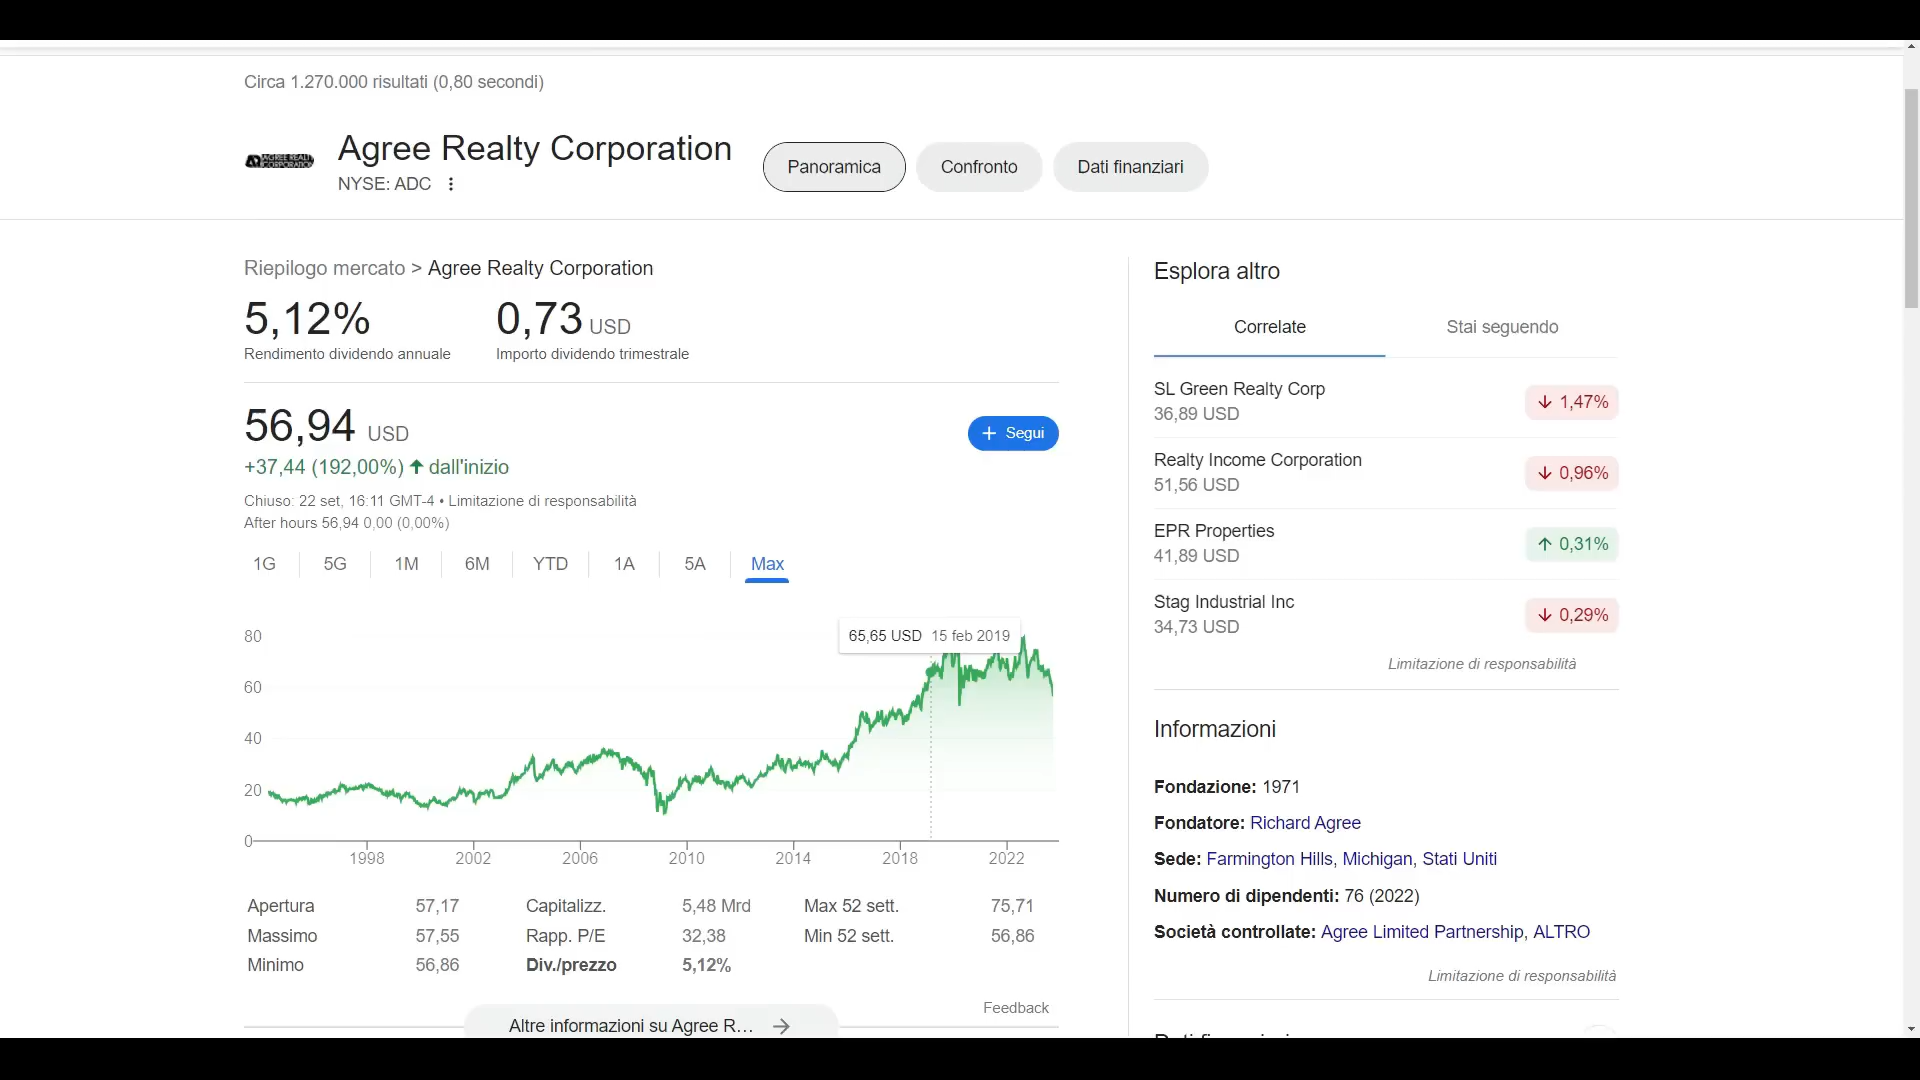 Circa 1.270.000 risultati (0,80 secondi)
AGREE REALTY
CORPORATION
Agree Realty Corporation
NYSE: ADC
Panoramica
Confronto
Dati finanziari
Riepilogo mercato > Agree Realty Corporation
5,12%
Rendimento dividendo annuale
0,73 USD
Importo dividendo trimestrale
56,94 USD
+37,44 (192,00%) dall'inizio
Chiuso: 22 set, 16:11 GMT-4 • Limitazione di responsabilità
After hours 56,94 0,00 (0,00%)
+ Segui
1G 5G 1M 6M YTD 1A 5A Max
65,65 USD 15 feb 2019
80
60
40
20
0
1998 2002 2006 2010 2014 2018 2022
Apertura 57,17 Capitalizz. 5,48 Mrd Max 52 sett. 75,71
Massimo 57,55 Rapp. P/E 32,38 Min 52 sett. 56,86
Minimo 56,86 Div./prezzo 5,12%
Feedback
Altre informazioni su Agree R...
Esplora altro
Correlate Stai seguendo
SL Green Realty Corp
36,89 USD
1,47%
Realty Income Corporation
51,56 USD
0,96%
EPR Properties
41,89 USD
0,31%
Stag Industrial Inc
34,73 USD
0,29%
Limitazione di responsabilità
Informazioni
Fondazione: 1971
Fondatore: Richard Agree
Sede: Farmington Hills, Michigan, Stati Uniti
Numero di dipendenti: 76 (2022)
Società controllate: Agree Limited Partnership, ALTRO
Limitazione di responsabilità